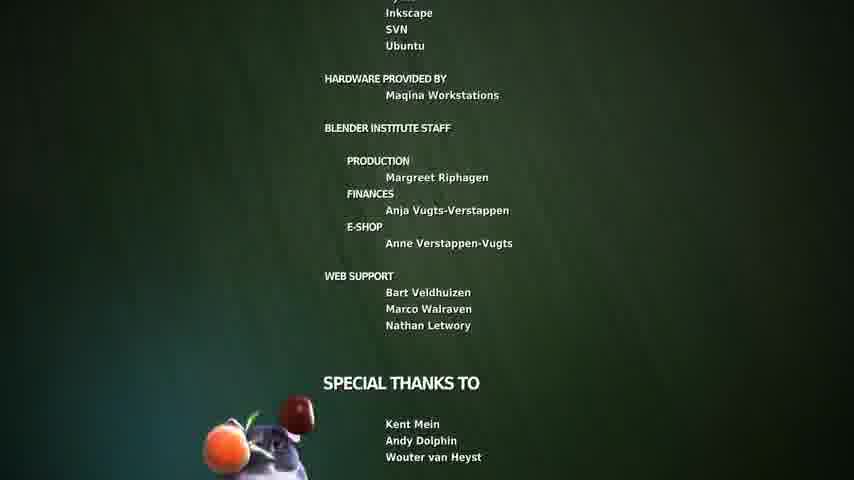 Inkscape
SVN
Ubuntu
HARDWARE PROVIDED BY
Maqina Workstations
BLENDER INSTITUTE STAFF
PRODUCTION
Margreet Riphagen
FINANCES
Anja Vugts-Verstappen
E-SHOP
Anne Verstappen-Vugts
WEB SUPPORT
Bart Veldhuizen
Marco Walraven
Nathan Letwory
SPECIAL THANKS TO
Kent Mein
Andy Dolphin
Wouter van Heyst